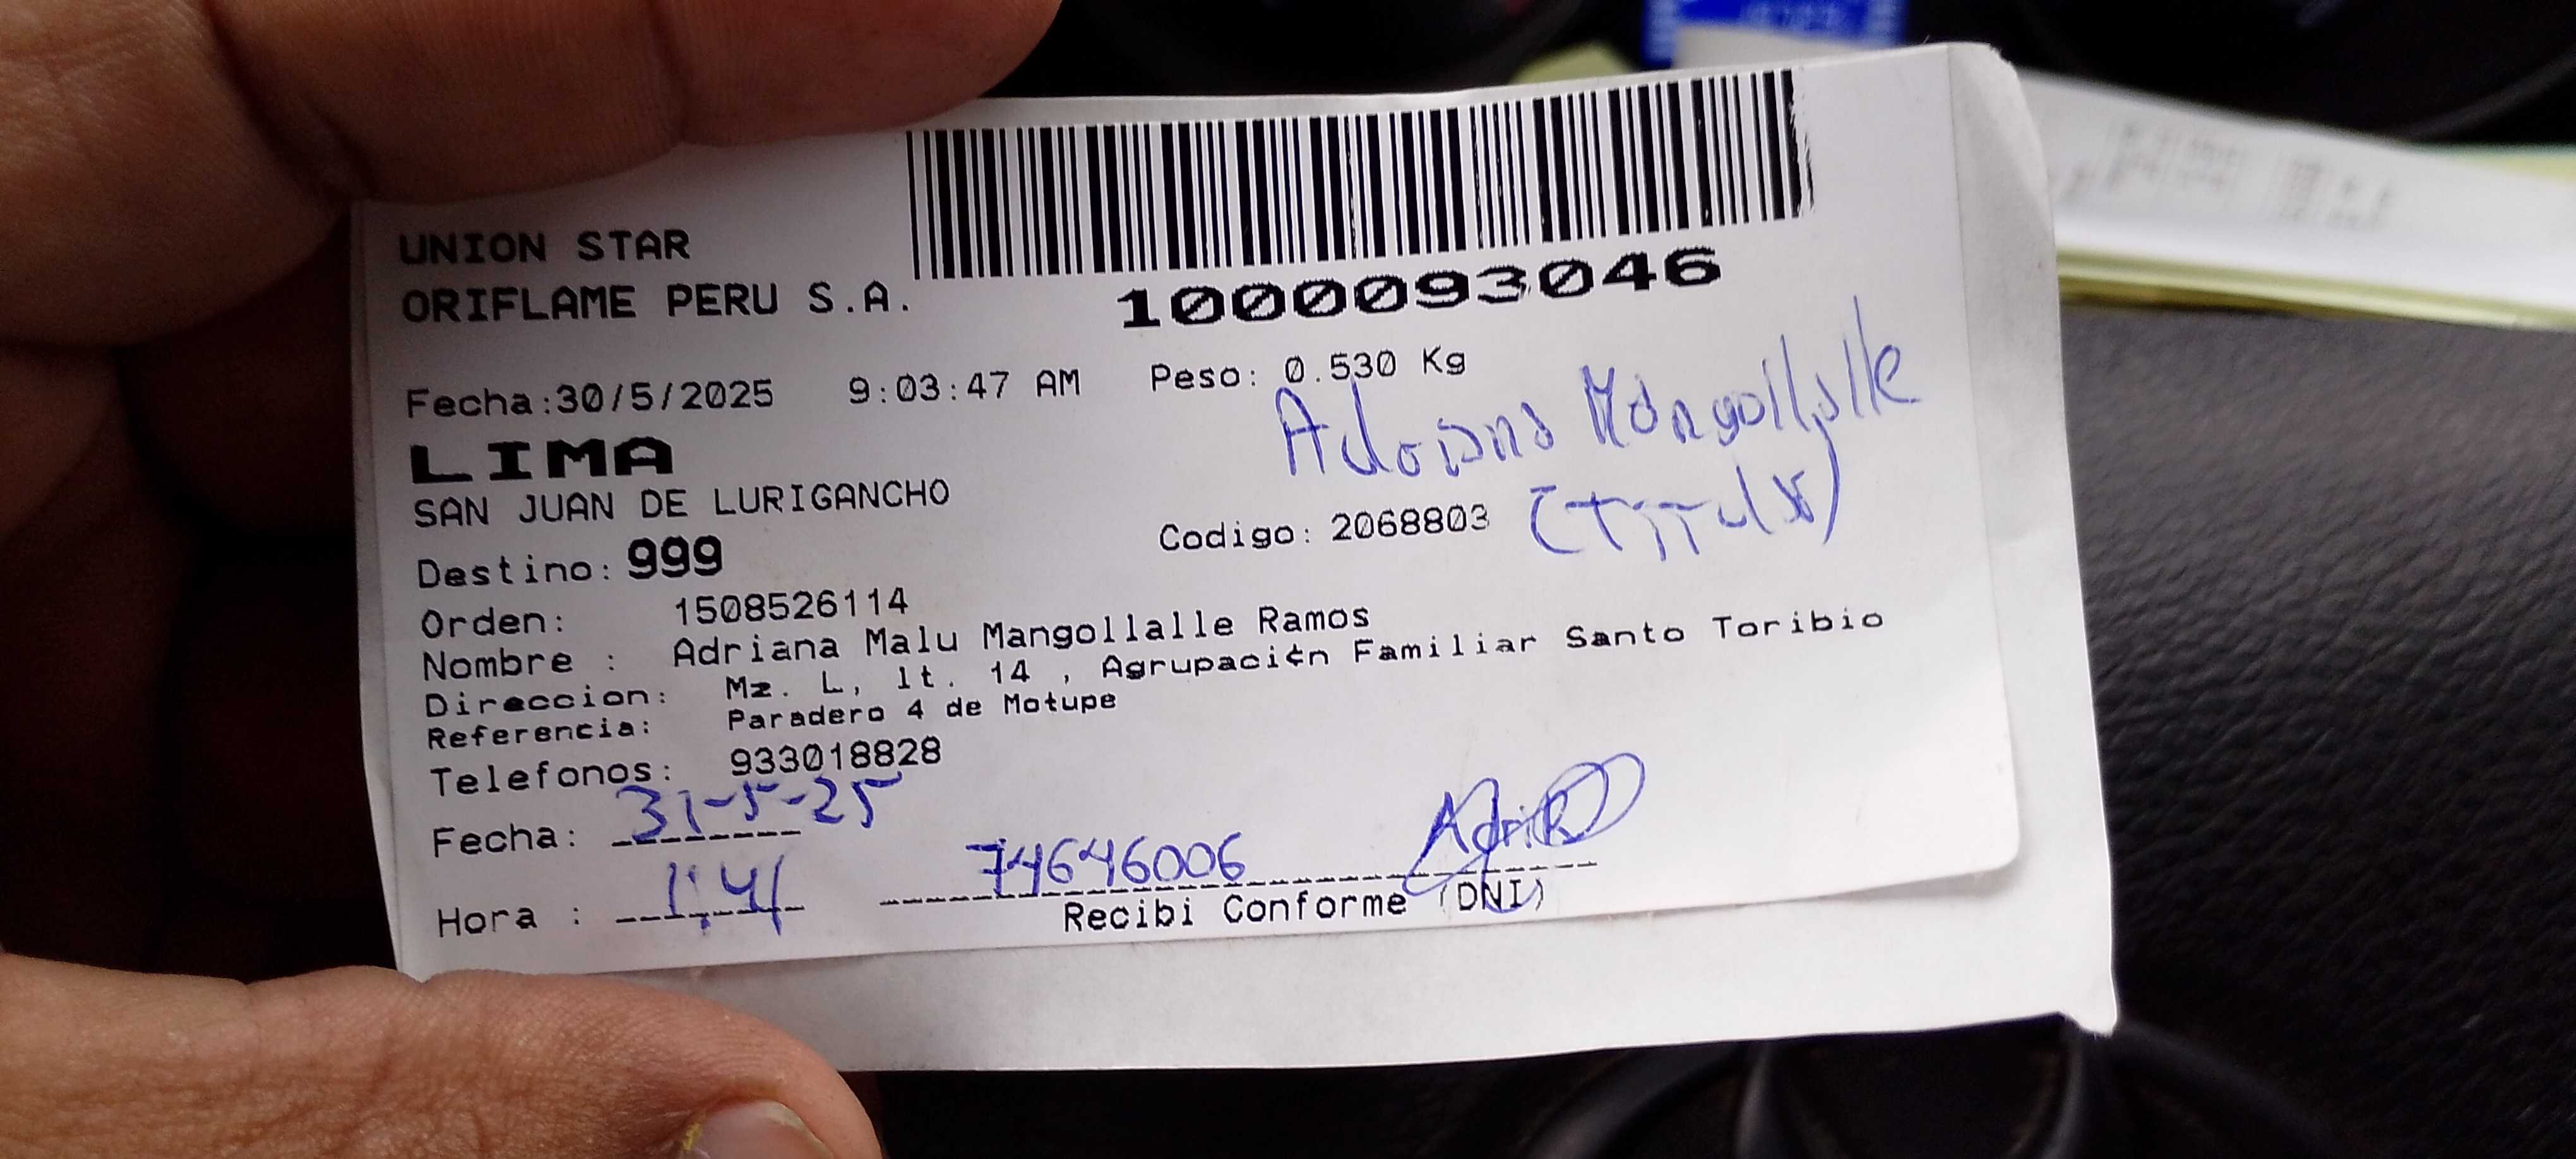 UNION STAR
ORIFLAME PERU S.A.
1000093046
Fecha:30/5/2025 9:03:47 AM Peso: 0.530 Kg
LIMA
Adriana Mangollalle
SAN JUAN DE LURIGANCHO
Codigo: 2068803 (TITular)
Destino: 999
Orden: 1508526114
Nombre : Adriana Malu Mangollalle Ramos
Direccion: Mz. L, lt. 14 , Agrupaci¢n Familiar Santo Toribio
Referencia: Paradero 4 de Motupe
Telefonos: 933018828
Fecha: 31-5-25
Hora : 1:41 74646006
Recibi Conforme (DNI)